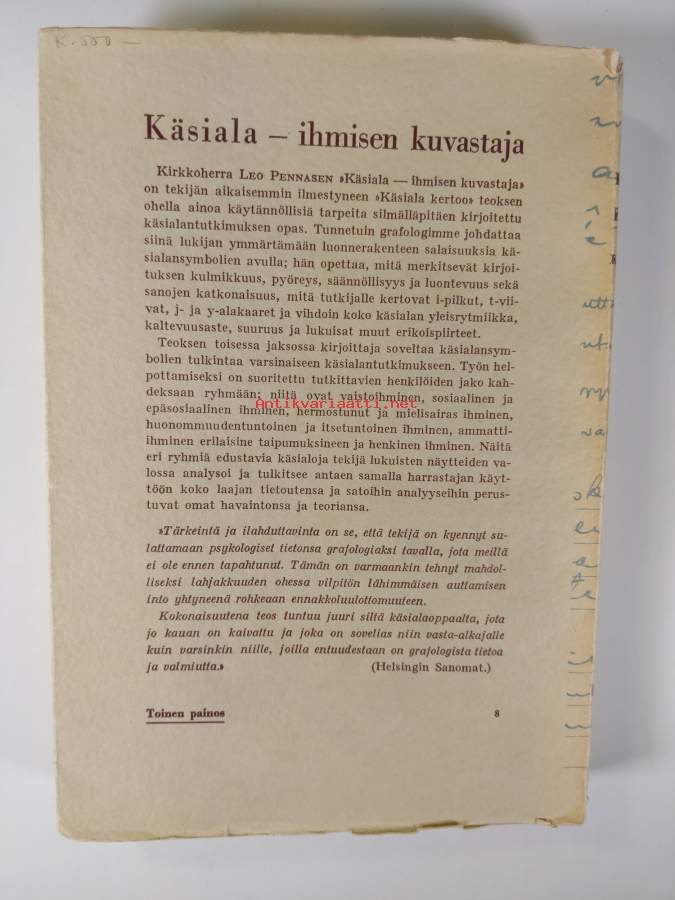 K. 550 —
Käsiala — ihmisen kuvastaja
Kirkkoherra LEO PENNASEN »Käsiala — ihmisen kuvastaja»
on tekijän aikaisemmin ilmestyneen »Käsiala kertoo» teoksen
ohella ainoa käytännöllisiä tarpeita silmälläpitäen kirjoitettu
käsialantutkimuksen opas. Tunnetuin grafologimme johdattaa
siinä lukijan ymmärtämään luonnerakenteen salaisuuksia kä-
sialansymbolien avulla; hän opettaa, mitä merkitsevät kirjoi-
tuksen kulmikkuus, pyöreys, säännöllisyys ja luontevuus sekä
sanojen katkonaisuus, mitä tutkijalle kertovat i-pilkut, t-vii-
vat, j- ja y-alakaaret ja vihdoin koko käsialan yleisrytmiikka,
kaltevuusaste, suuruus ja lukuisat muut erikoispiirteet.
Teoksen toisessa jaksossa kirjoittaja soveltaa käsialansym-
bolien tulkintaa varsinaiseen käsialantutkimukseen. Työn hel-
pottamiseksi on suoritettu tutkittavien henkilöiden jako kah-
deksaan ryhmään; niitä ovat vaistoihminen, sosiaalinen ja
epäsosiaalinen ihminen, hermostunut ja mielisairas ihminen,
huonommuudentuntoinen ja itsetuntoinen ihminen, ammatti-
ihminen erilaisine taipumuksineen ja henkinen ihminen. Näitä
eri ryhmiä edustavia käsialoja tekijä lukuisten näytteiden va-
lossa analysoi ja tulkitsee antaen samalla harrastajan käyt-
töön koko laajan tietoutensa ja satoihin analyyseihin perus-
tuvat omat havaintonsa ja teoriansa.
»Tärkeintä ja ilahduttavinta on se, että tekijä on kyennyt su-
lattamaan psykologiset tietonsa grafologiaksi tavalla, jota meillä
ei ole ennen tapahtunut. Tämän on varmaankin tehnyt mahdol-
liseksi lahjakkuuden ohessa vilpitön lähimmäisen auttamisen
into yhtyneenä rohkeaan ennakkoluulottomuuteen.
Kokonaisuutena teos tuntuu juuri siltä käsialaoppaalta, jota
jo kauan on kaivattu ja joka on sovelias niin vasta-alkajalle
kuin varsinkin niille, joilla entuudestaan on grafologista tietoa
ja valmiutta.» (Helsingin Sanomat.)
Toinen painos 8
Antikvariaatti.net